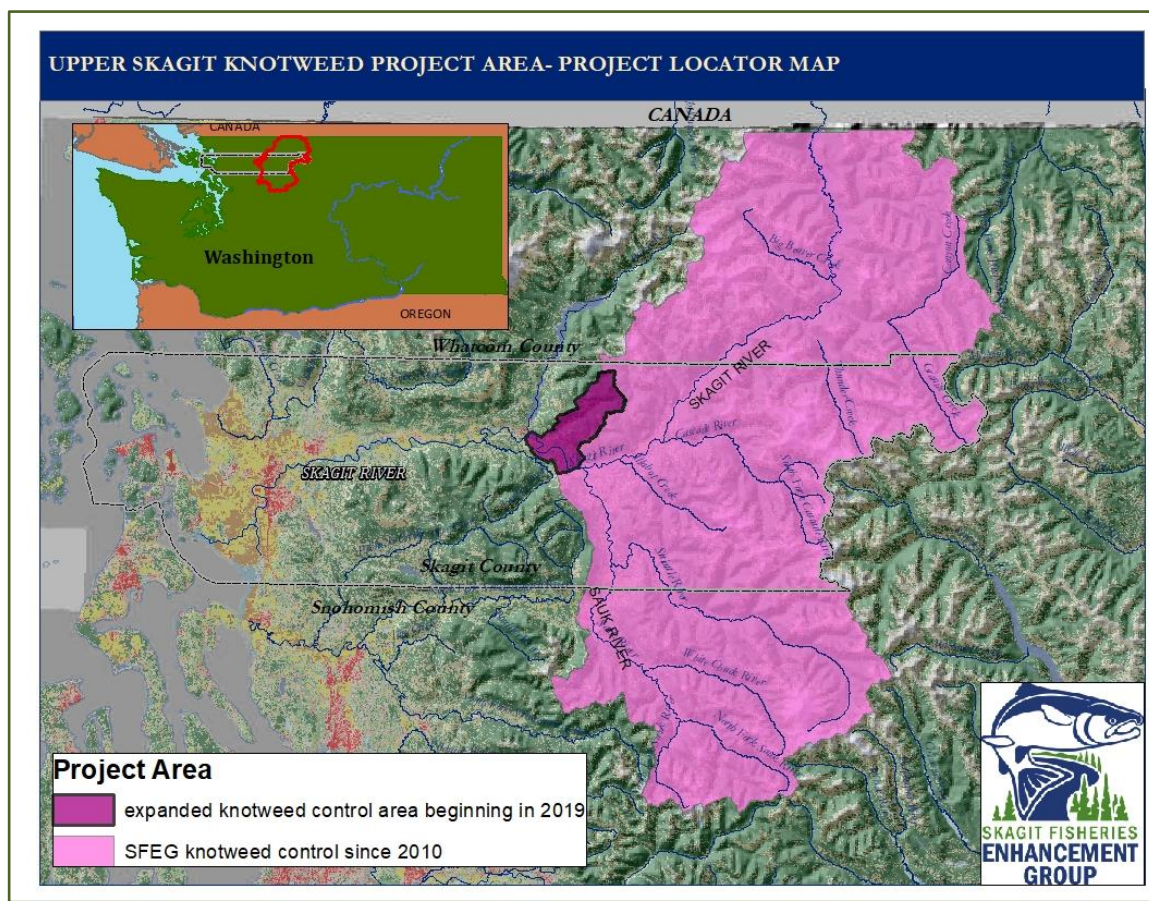 UPPER SKAGIT KNOTWEED PROJECT AREA- PROJECT LOCATOR MAP
CANADA
CANADA
Washington
OREGON
Big Beaver Creek
Whatcom County
SKAGIT RIVER
Cascade River
SKAGIT RIVER
Skagit County
Snohomish County
SAUK RIVER
White Chuck River
Project Area
expanded knotweed control area beginning in 2019
SFEG knotweed control since 2010
SKAGIT FISHERIES
ENHANCEMENT
GROUP